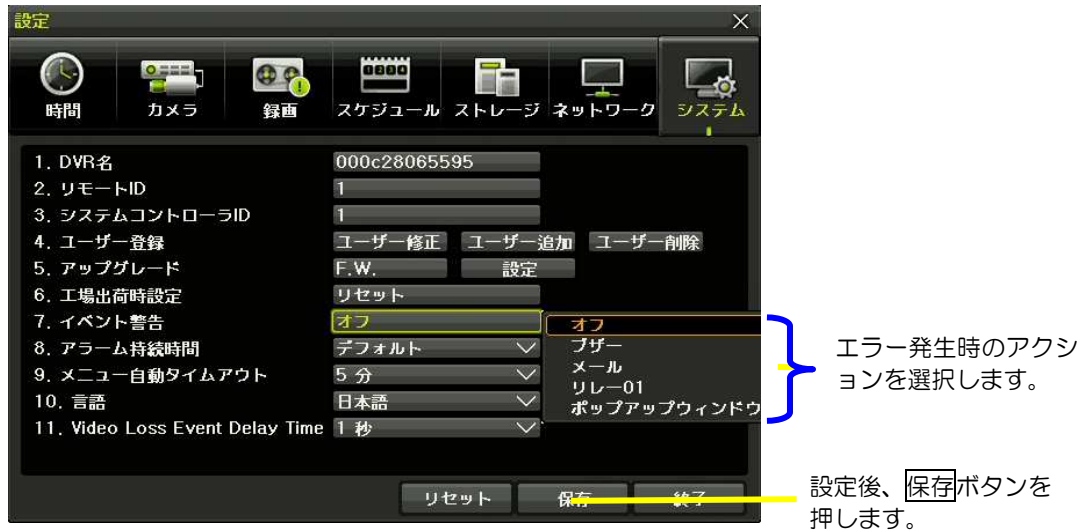 設定
時間 カメラ 録画 スケジュール ストレージ ネットワーク システム
1. DVR名 000c28065595
2. リモートID 1
3. システムコントローラID 1
4. ユーザー登録 ユーザー修正 ユーザー追加 ユーザー削除
5. アップグレード F.W. 設定
6. 工場出荷時設定 リセット
7. イベント警告 オフ
8. アラーム持続時間 デフォルト
9. メニュー自動タイムアウト 5 分
10. 言語 日本語
11. Video Loss Event Delay Time 1 秒
オフ
ブザー
メール
リレー01
ポップアップウィンドウ
エラー発生時のアクシ
ョンを選択します。
リセット 保存 終了
設定後、保存ボタンを
押します。